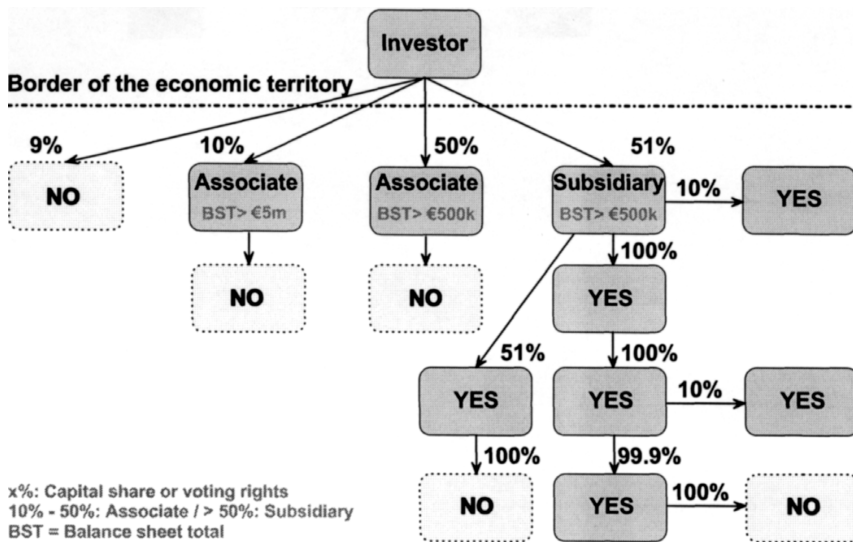 Investor
Border of the economic territory
9%
10%
50%
51%
NO
Associate
BST> €5m
Associate
BST> €500k
Subsidiary
BST> €500k
10%
YES
100%
NO
NO
YES
51%
100%
YES
YES
10%
YES
100%
99.9%
NO
YES
100%
NO
x%: Capital share or voting rights
10% - 50%: Associate / > 50%: Subsidiary
BST = Balance sheet total